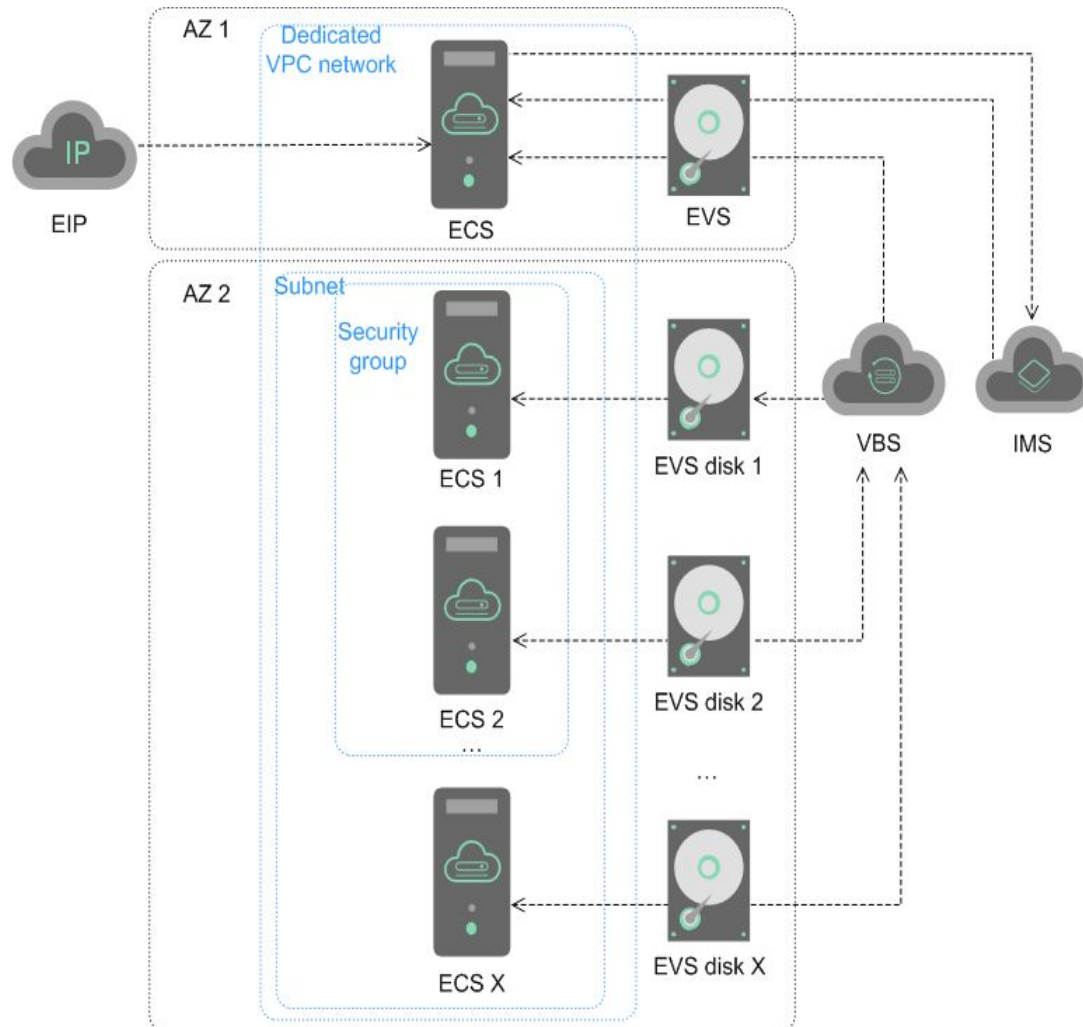 AZ 1
Dedicated
VPC network
IP
EIP
ECS
EVS
AZ 2
Subnet
Security
group
ECS 1
EVS disk 1
VBS
IMS
ECS 2
...
EVS disk 2
...
ECS X
EVS disk X